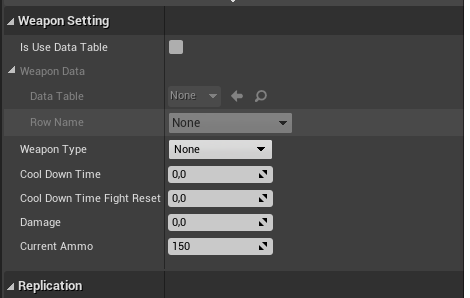 Weapon Setting
Is Use Data Table
Weapon Data
Data Table None
Row Name None
Weapon Type None
Cool Down Time 0,0
Cool Down Time Fight Reset 0,0
Damage 0,0
Current Ammo 150
Replication